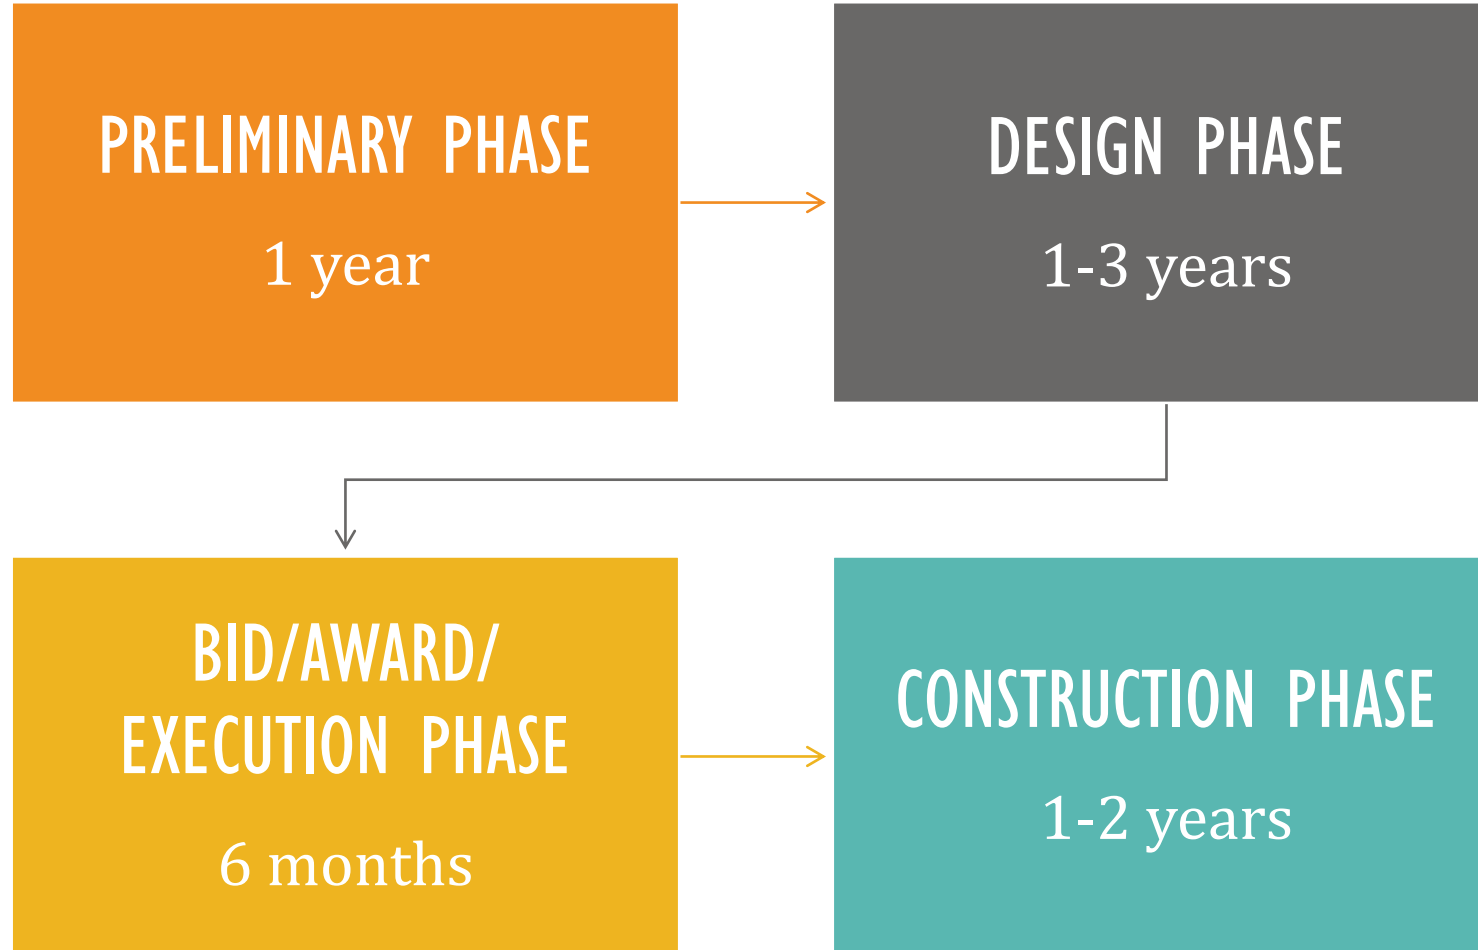 PRELIMINARY PHASE
1 year
DESIGN PHASE
1-3 years
BID/AWARD/
EXECUTION PHASE
6 months
CONSTRUCTION PHASE
1-2 years